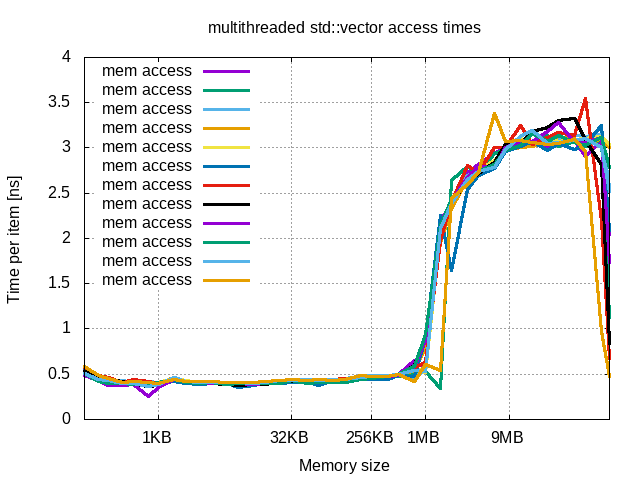 multithreaded std::vector access times
Time per item [ns]
4
3.5
3
2.5
2
1.5
1
0.5
0
mem access
mem access
mem access
mem access
mem access
mem access
mem access
mem access
mem access
mem access
mem access
mem access
1KB 32KB 256KB 1MB 9MB
Memory size